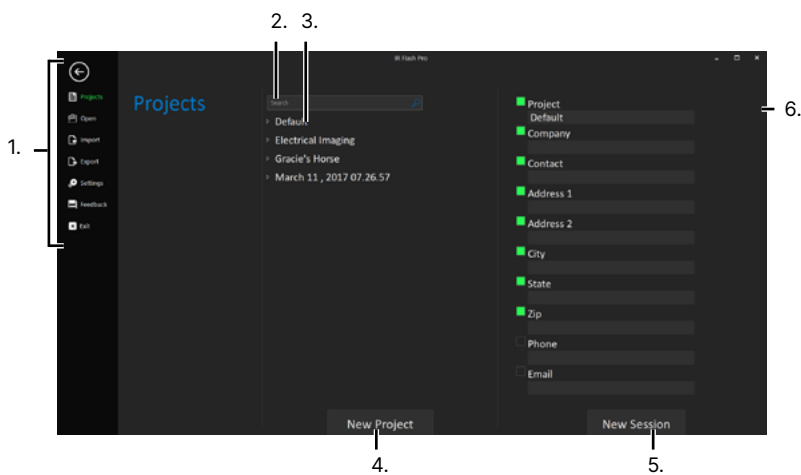 2. 3.
IR Flash Pro
1.
Projects
Open
Import
Export
Settings
Feedback
Exit
Projects
Search
Default
Electrical Imaging
Gracie's Horse
March 11 , 2017 07.26.57
Project
Default
Company
Contact
Address 1
Address 2
City
State
Zip
Phone
Email
6.
New Project
New Session
4.
5.